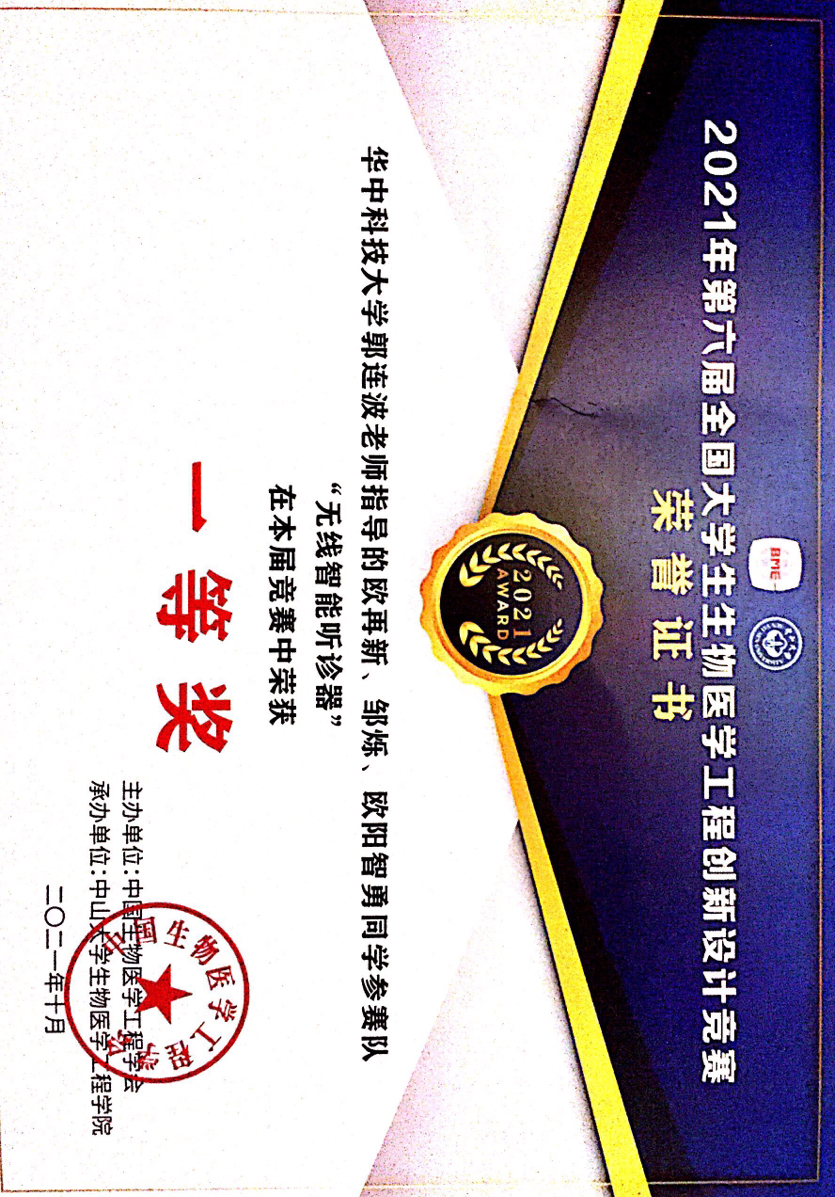 BME
2021年第六届全国大学生生物医学工程创新设计竞赛
荣誉证书
2021
AWARD
华中科技大学郭连波老师指导的欧再新、邹烁、欧阳智勇同学参赛队
“无线智能听诊器”
在本届竞赛中荣获
一等奖
中国生物医学工程学会
主办单位:中国生物医学工程学会
承办单位:中山大学生物医学工程学院
二〇二一年十月